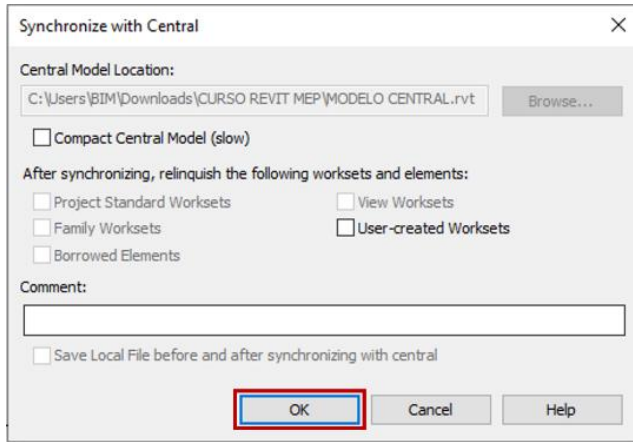 Synchronize with Central
Central Model Location:
C:\Users\BIM\Downloads\CURSO REVIT MEP\MODELO CENTRAL.rvt Browse...
Compact Central Model (slow)
After synchronizing, relinquish the following worksets and elements:
Project Standard Worksets View Worksets
Family Worksets User-created Worksets
Borrowed Elements
Comment:
Save Local File before and after synchronizing with central
OK Cancel Help